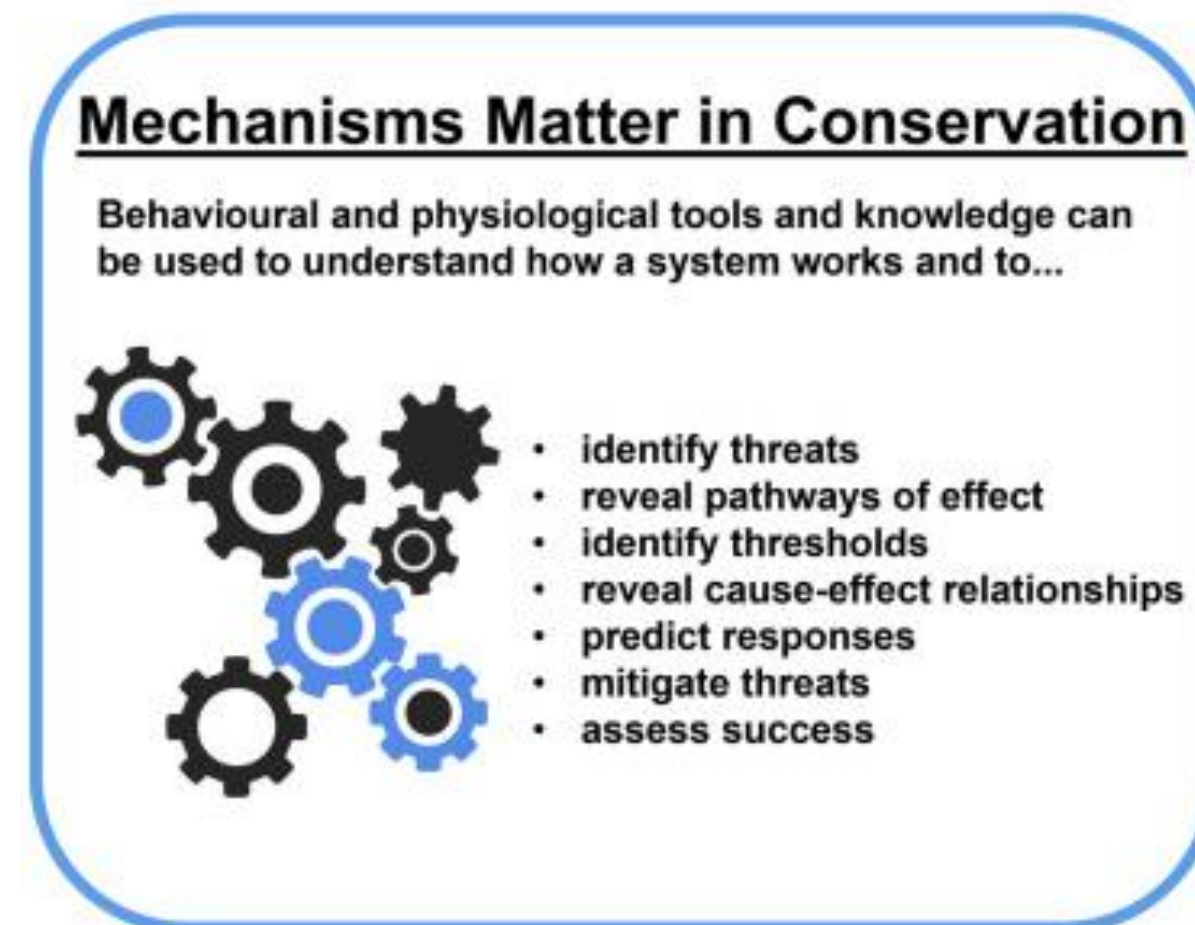 Mechanisms Matter in Conservation
Behavioural and physiological tools and knowledge can
be used to understand how a system works and to...
• identify threats
• reveal pathways of effect
• identify thresholds
• reveal cause-effect relationships
• predict responses
• mitigate threats
• assess success